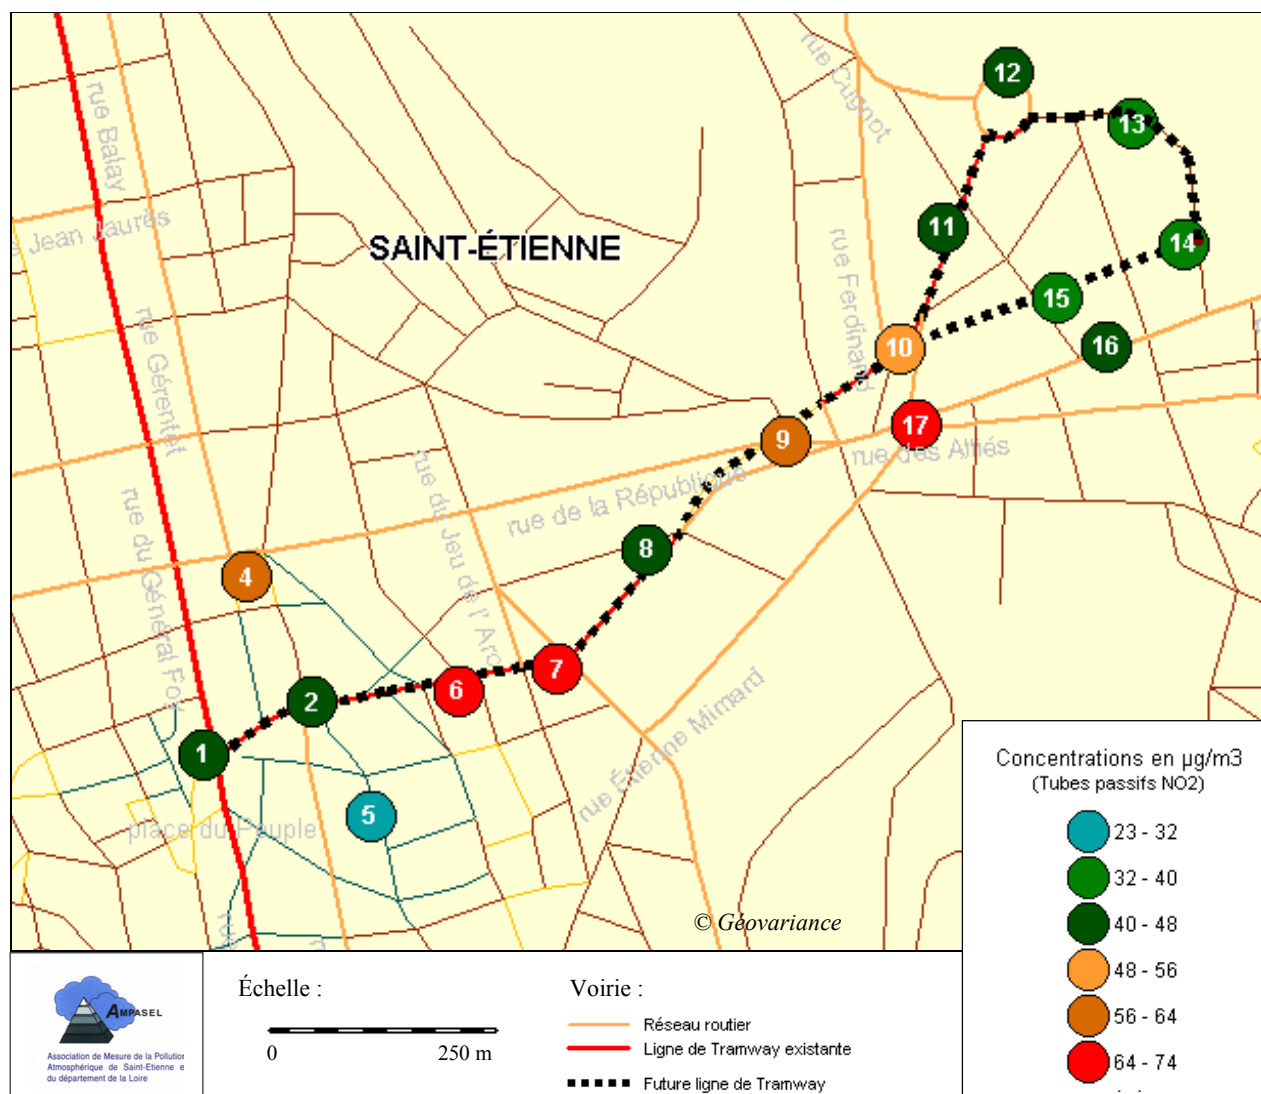 rue Balay
rue Cugnot
12
13
Jean Jaurès
SAINT-ÉTIENNE
11
14
rue Ferdinand
15
rue Gérentet
10
16
9
17
rue des Alliés
rue du Jeu de l' Arc
rue de la République
rue du Général Foy
8
4
7
6
2
1
rue Étienne Mimard
5
place du Peuple
© Géovariance
Concentrations en µg/m3
(Tubes passifs NO2)
23 - 32
32 - 40
40 - 48
48 - 56
56 - 64
64 - 74
AMPASEL
Association de Mesure de la Pollution
Atmosphérique de Saint-Etienne e
du département de la Loire
Échelle :
0 250 m
Voirie :
Réseau routier
Ligne de Tramway existante
Future ligne de Tramway